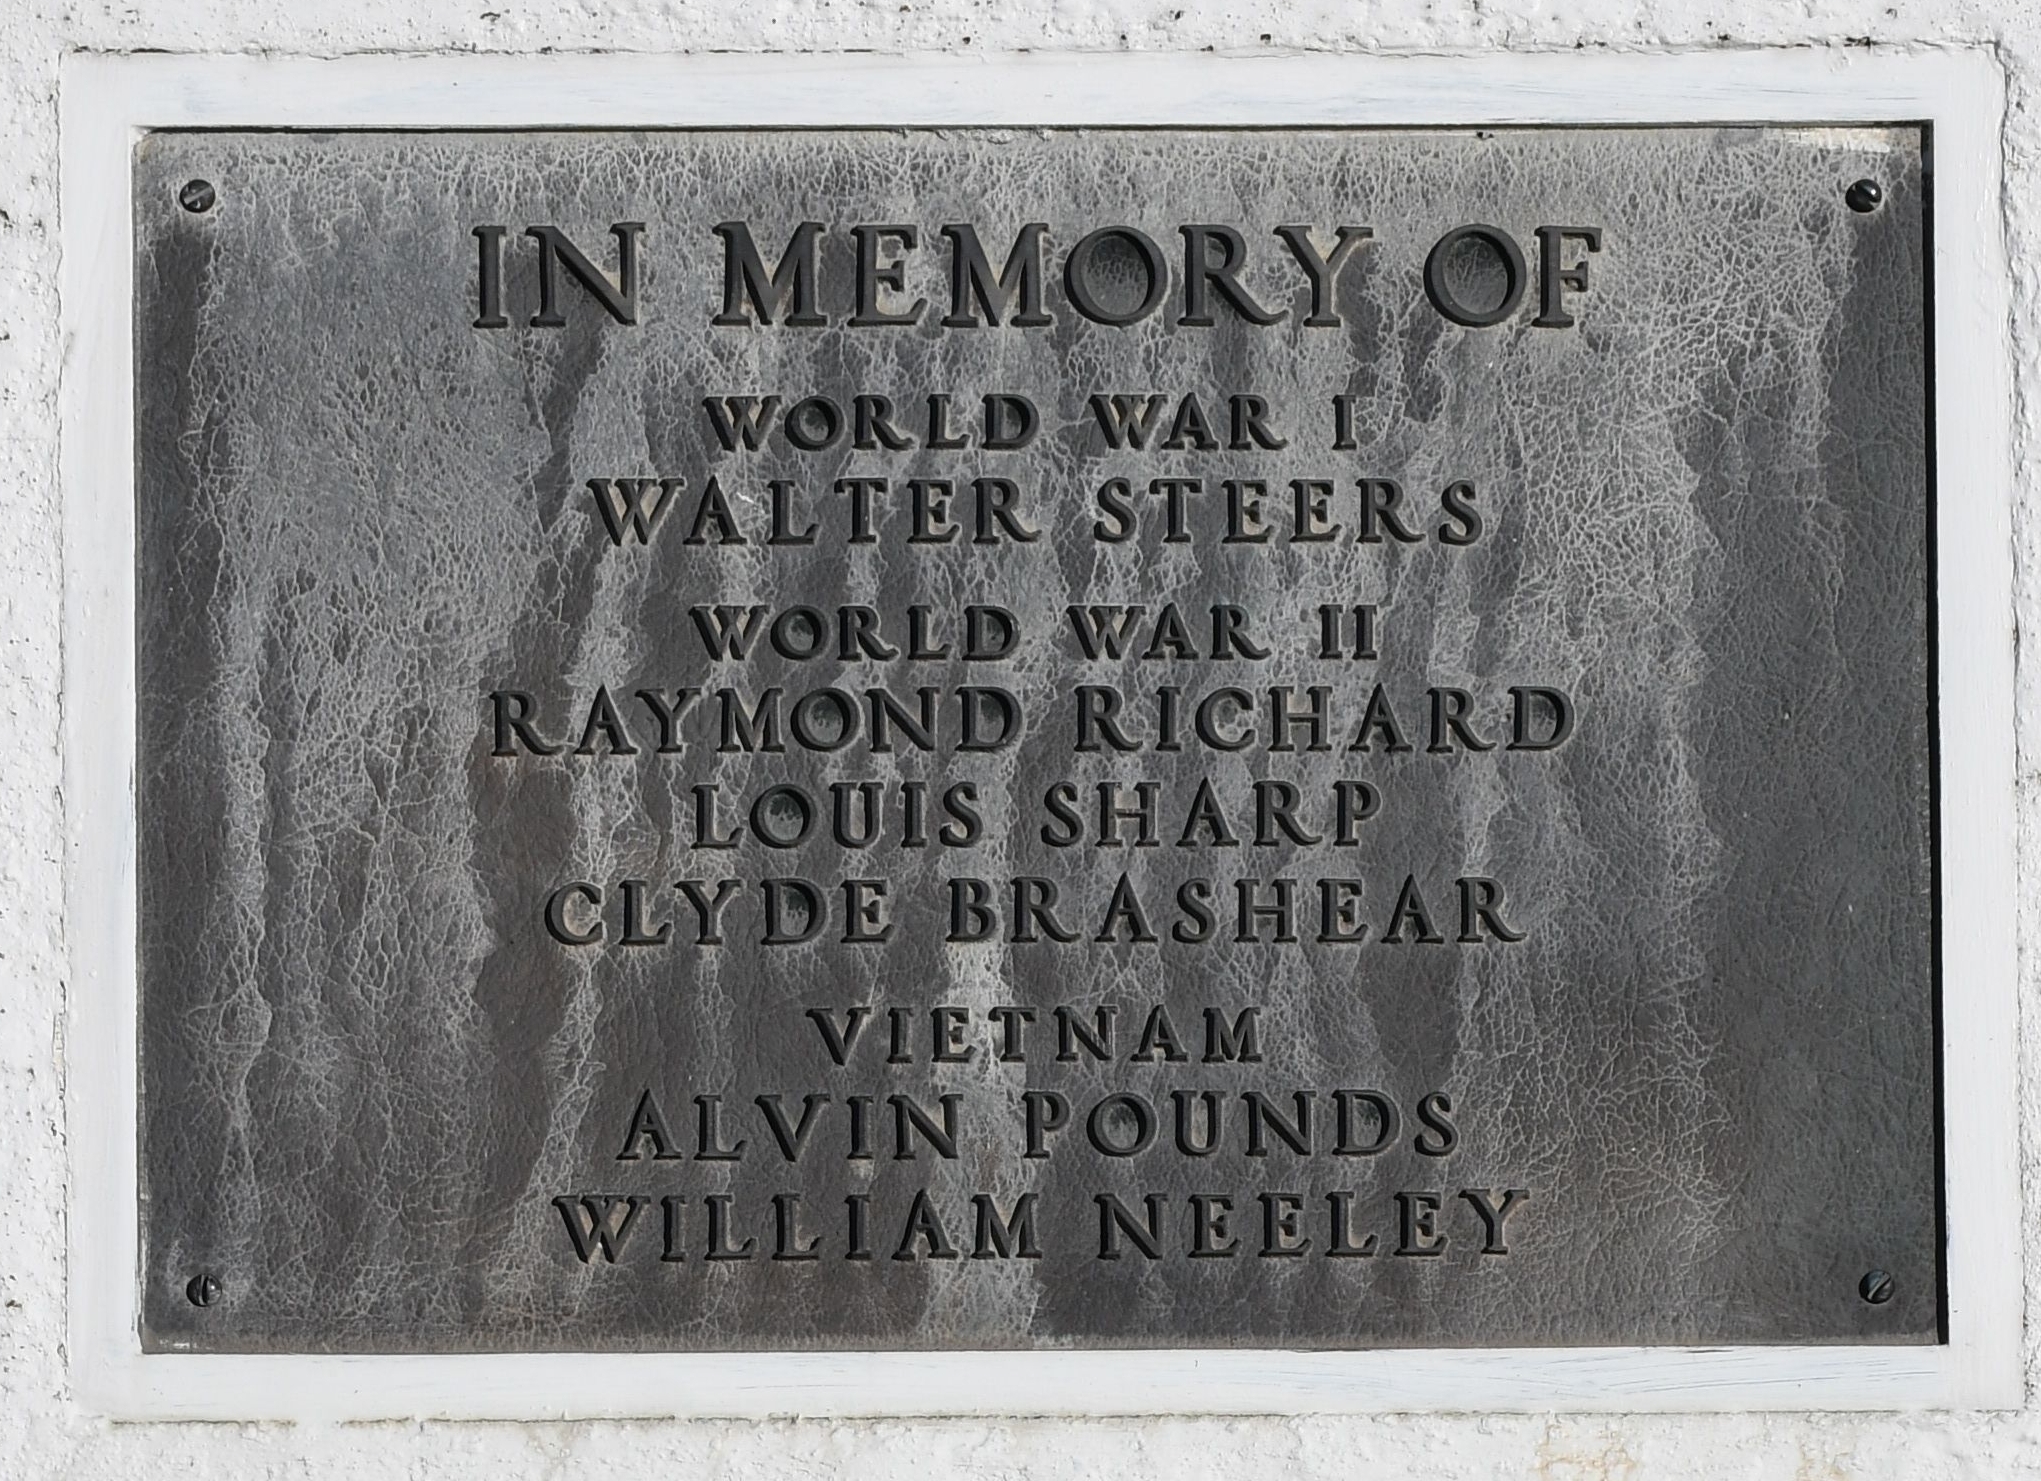 IN MEMORY OF
WORLD WAR I
WALTER STEERS
WORLD WAR II
RAYMOND RICHARD
LOUIS SHARP
CLYDE BRASHEAR
VIETNAM
ALVIN POUNDS
WILLIAM NEELEY